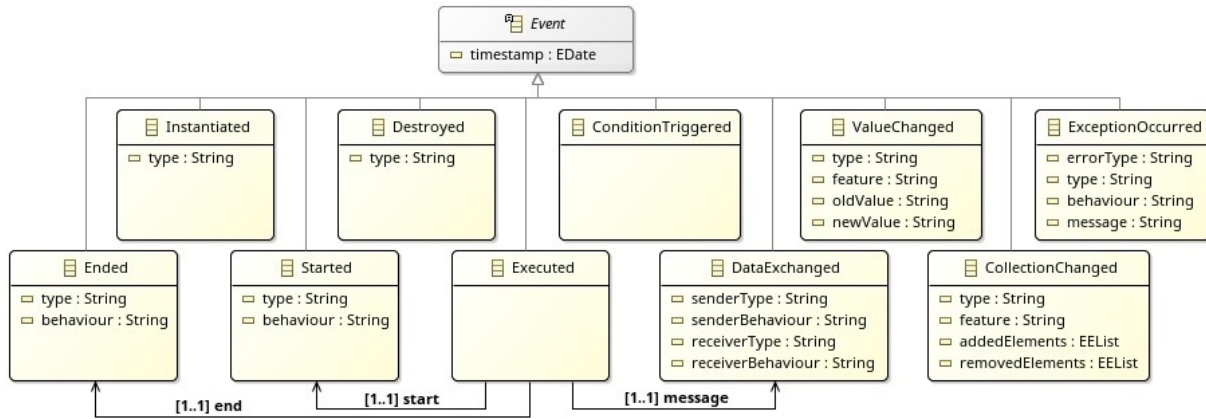 Event
timestamp : EDate
Instantiated
type : String
Destroyed
type : String
ConditionTriggered
ValueChanged
type : String
feature : String
oldValue : String
newValue : String
ExceptionOccurred
errorType : String
type : String
behaviour : String
message : String
Ended
type : String
behaviour : String
Started
type : String
behaviour : String
Executed
DataExchanged
senderType : String
senderBehaviour : String
receiverType : String
receiverBehaviour : String
CollectionChanged
type : String
feature : String
addedElements : EEList
removedElements : EEList
[1..1] end
[1..1] start
[1..1] message